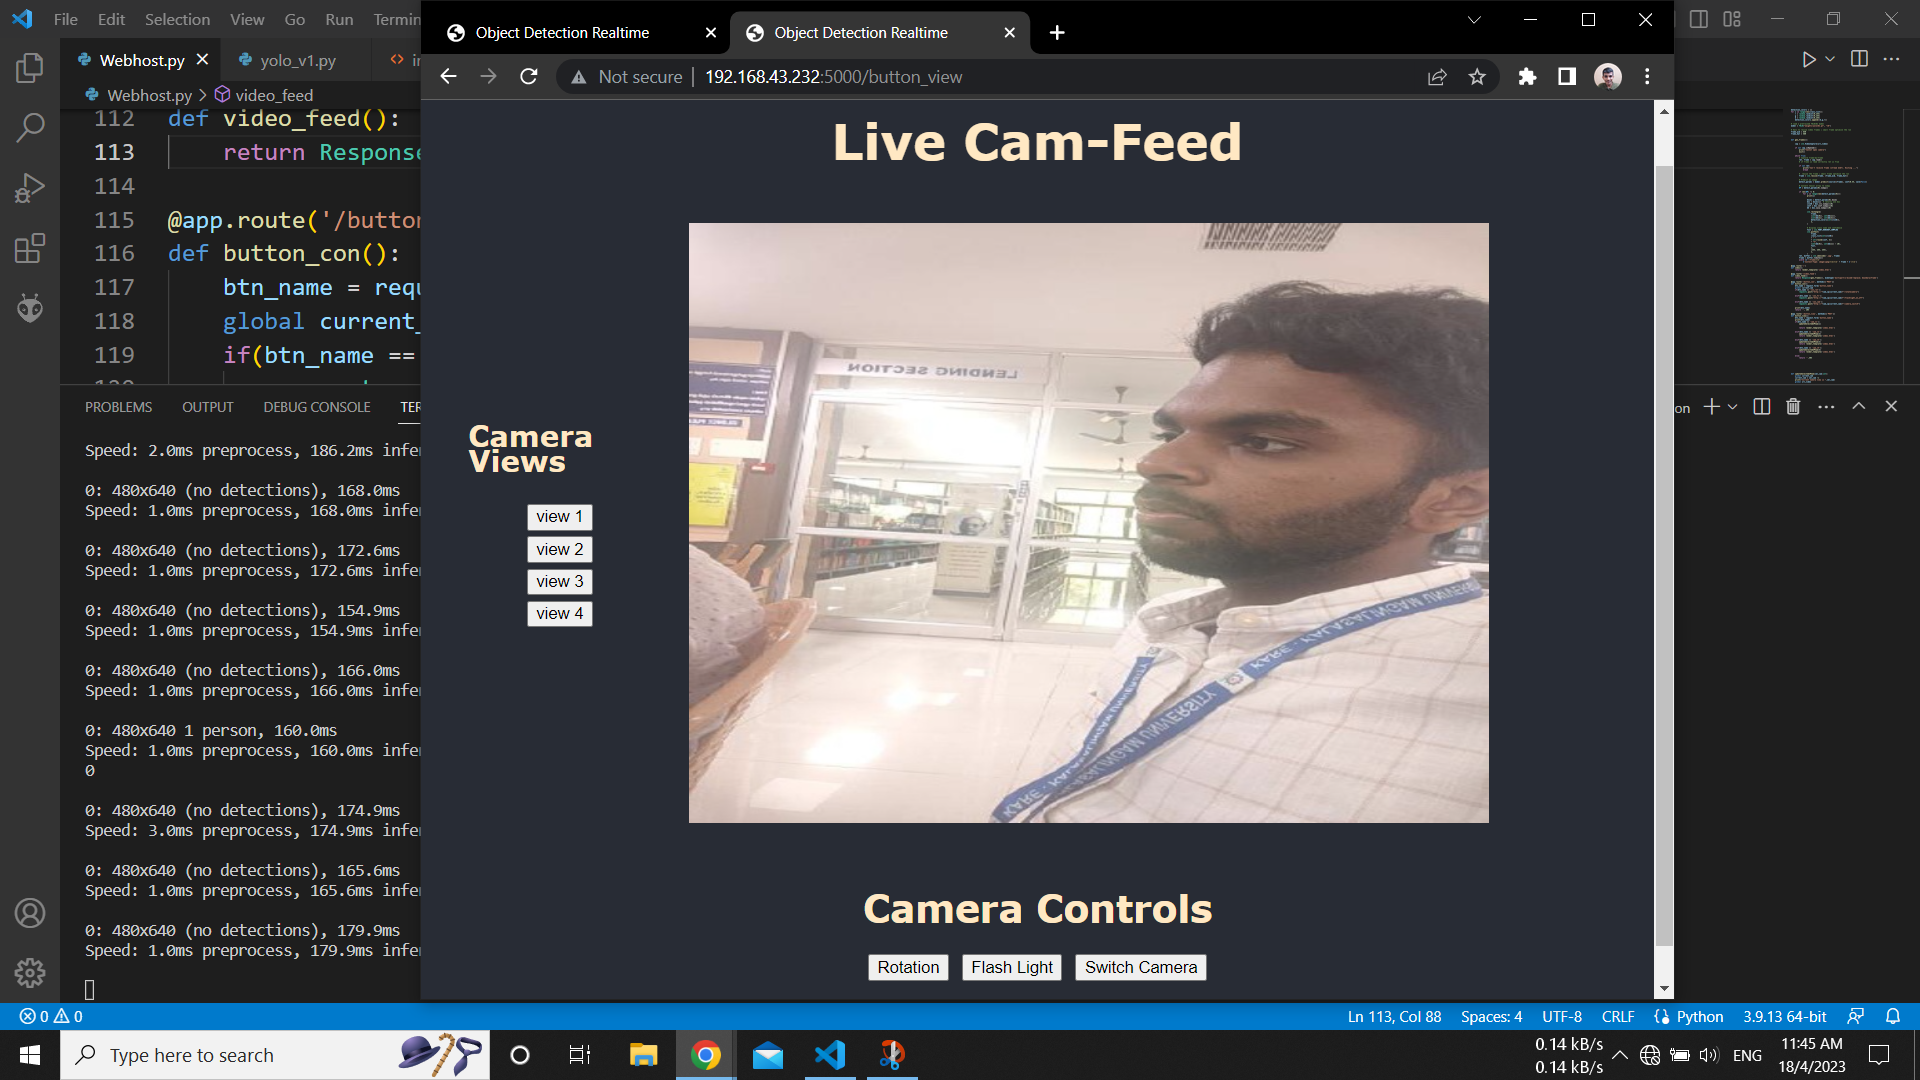 File Edit Selection View Go Run Termin
Object Detection Realtime
Object Detection Realtime
Webhost.py
yolo_v1.py
Not secure
192.168.43.232:5000/button_view
Webhost.py > video_feed
112 def video_feed():
113 return Response
114
115 @app.route('/button
116 def button_con():
117 btn_name = requ
118 global current_
119 if(btn_name ==
PROBLEMS OUTPUT DEBUG CONSOLE TER
on
Speed: 2.0ms preprocess, 186.2ms infe
0: 480x640 (no detections), 168.0ms
Speed: 1.0ms preprocess, 168.0ms infe
0: 480x640 (no detections), 172.6ms
Speed: 1.0ms preprocess, 172.6ms infe
0: 480x640 (no detections), 154.9ms
Speed: 1.0ms preprocess, 154.9ms infe
0: 480x640 (no detections), 166.0ms
Speed: 1.0ms preprocess, 166.0ms infe
0: 480x640 1 person, 160.0ms
Speed: 1.0ms preprocess, 160.0ms infe
0
0: 480x640 (no detections), 174.9ms
Speed: 3.0ms preprocess, 174.9ms infe
0: 480x640 (no detections), 165.6ms
Speed: 1.0ms preprocess, 165.6ms infe
0: 480x640 (no detections), 179.9ms
Speed: 1.0ms preprocess, 179.9ms infe
Live Cam-Feed
LENDING SECTION
KARE - KALASALINGAM UNIVERSITY
KARE - KALASALINGAM UNIVERSITY
Camera
Views
view 1
view 2
view 3
view 4
Camera Controls
Rotation
Flash Light
Switch Camera
0 0
Ln 113, Col 88 Spaces: 4 UTF-8 CRLF Python 3.9.13 64-bit
Type here to search
0.14 kB/s
0.14 kB/s
ENG
11:45 AM
18/4/2023